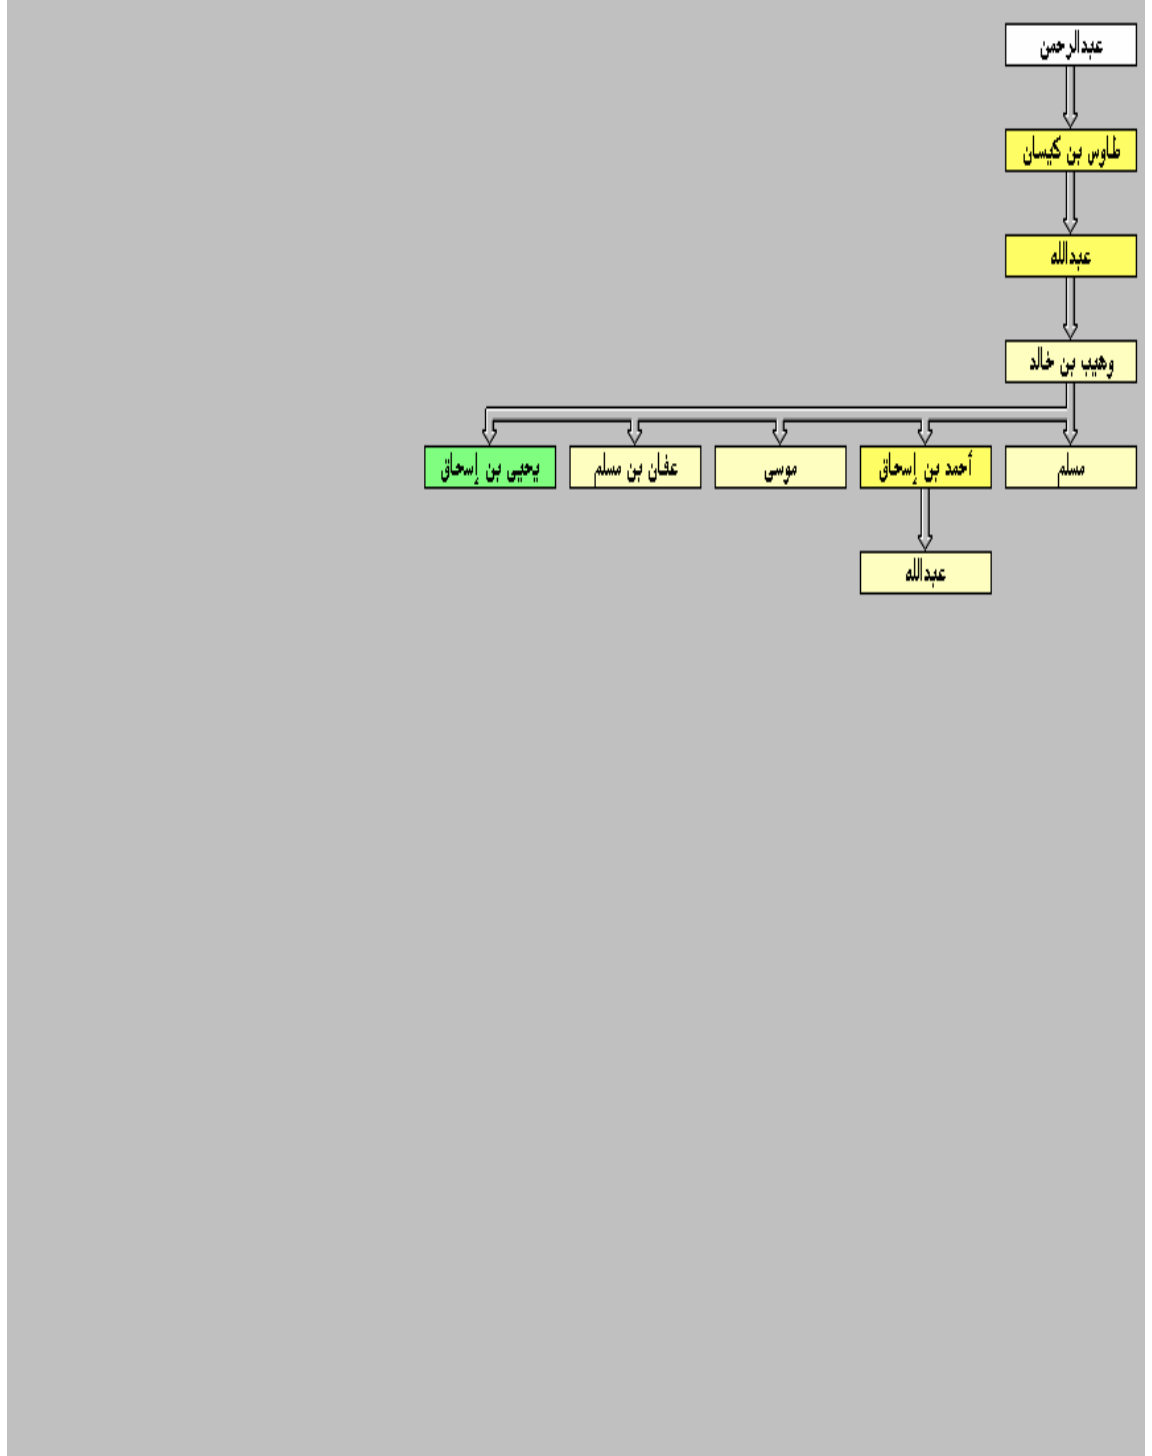 عبدالرحمن
طاوس بن كيسان
عبدالله
وهيب بن خالد
مسلم
أحمد بن إسحاق
موسى
عفان بن مسلم
يحيى بن إسحاق
عبدالله